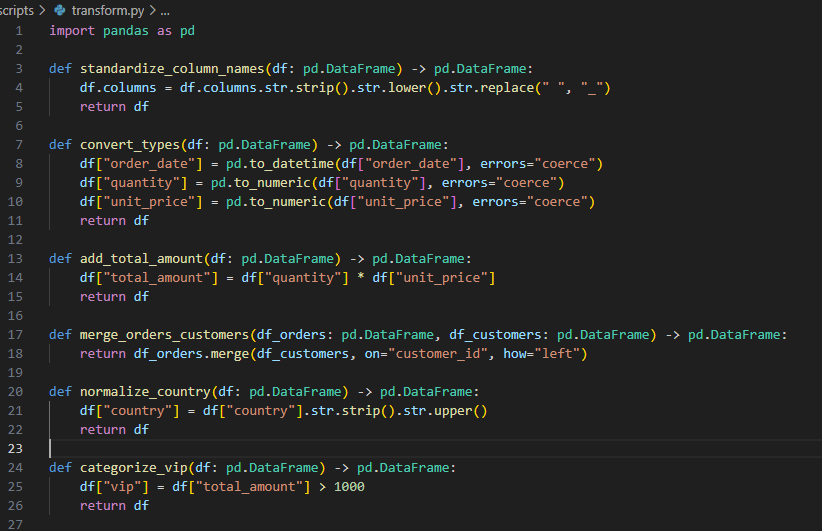 scripts > transform.py > ...
1 import pandas as pd
2
3 def standardize_column_names(df: pd.DataFrame) -> pd.DataFrame:
4     df.columns = df.columns.str.strip().str.lower().str.replace(" ", "_")
5     return df
6
7 def convert_types(df: pd.DataFrame) -> pd.DataFrame:
8     df["order_date"] = pd.to_datetime(df["order_date"], errors="coerce")
9     df["quantity"] = pd.to_numeric(df["quantity"], errors="coerce")
10     df["unit_price"] = pd.to_numeric(df["unit_price"], errors="coerce")
11     return df
12
13 def add_total_amount(df: pd.DataFrame) -> pd.DataFrame:
14     df["total_amount"] = df["quantity"] * df["unit_price"]
15     return df
16
17 def merge_orders_customers(df_orders: pd.DataFrame, df_customers: pd.DataFrame) -> pd.DataFrame:
18     return df_orders.merge(df_customers, on="customer_id", how="left")
19
20 def normalize_country(df: pd.DataFrame) -> pd.DataFrame:
21     df["country"] = df["country"].str.strip().str.upper()
22     return df
23
24 def categorize_vip(df: pd.DataFrame) -> pd.DataFrame:
25     df["vip"] = df["total_amount"] > 1000
26     return df
27